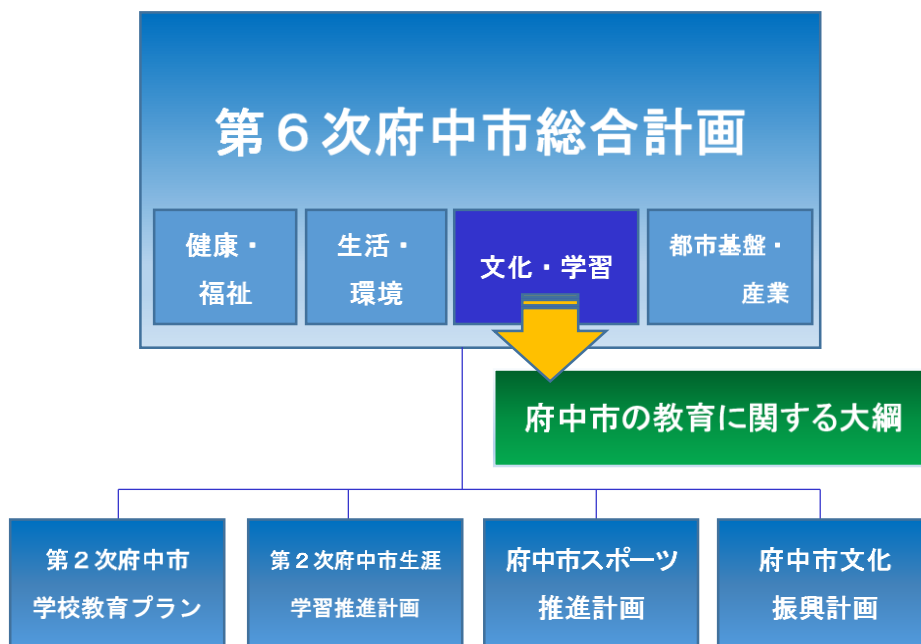 第６次府中市総合計画
健康・
福祉
生活・
環境
文化・学習
都市基盤・
産業
府中市の教育に関する大綱
第２次府中市
学校教育プラン
第２次府中市生涯
学習推進計画
府中市スポーツ
推進計画
府中市文化
振興計画